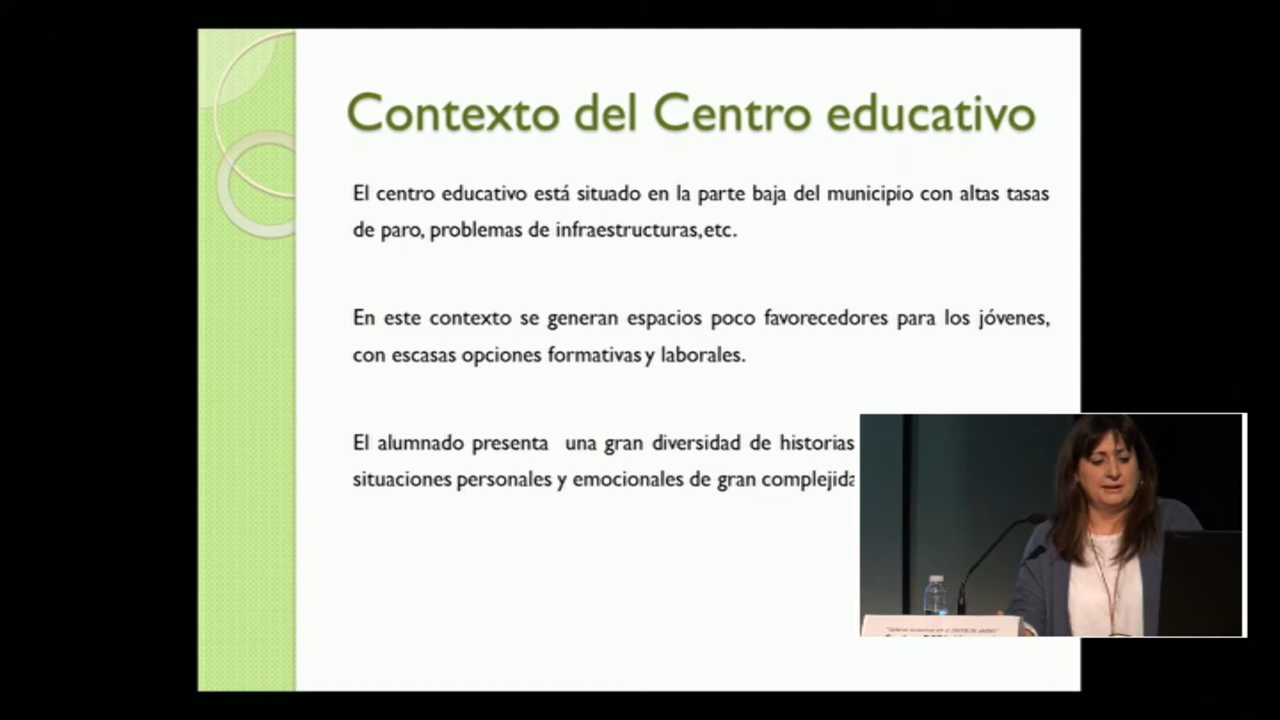 Contexto del Centro educativo
El centro educativo está situado en la parte baja del municipio con altas tasas
de paro, problemas de infraestructuras,etc.
En este contexto se generan espacios poco favorecedores para los jóvenes,
con escasas opciones formativas y laborales.
El alumnado presenta una gran diversidad de historias
situaciones personales y emocionales de gran complejida